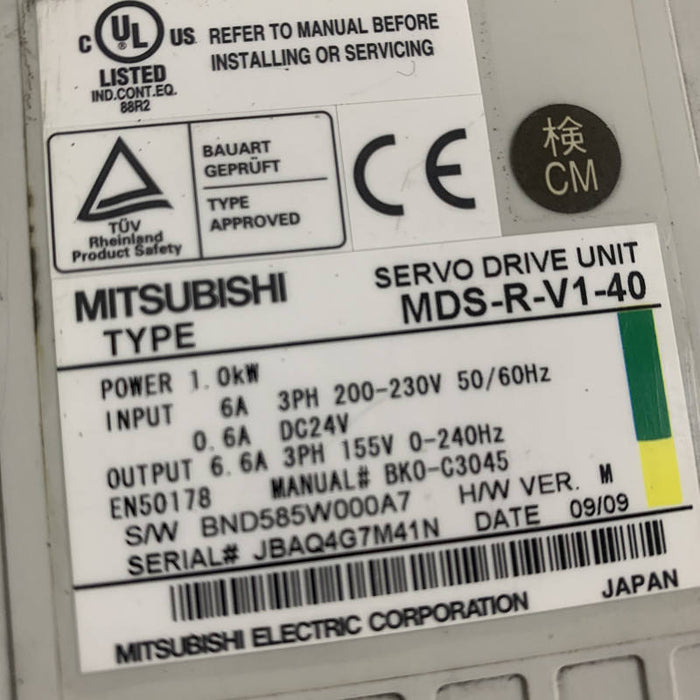 c UL ® US
LISTED
IND.CONT.EQ.
88R2
REFER TO MANUAL BEFORE
INSTALLING OR SERVICING
TÜV
Rheinland
Product Safety
BAUART
GEPRÜFT
TYPE
APPROVED
CE
検
CM
MITSUBISHI SERVO DRIVE UNIT
TYPE MDS-R-V1-40
POWER 1.0kW
INPUT 6A 3PH 200-230V 50/60Hz
0.6A DC24V
OUTPUT 6.6A 3PH 155V 0-240Hz
EN50178 MANUAL# BKO-C3045
S/W BND585W000A7 H/W VER. M
SERIAL# JBAQ4G7M41N DATE 09/09
MITSUBISHI ELECTRIC CORPORATION JAPAN